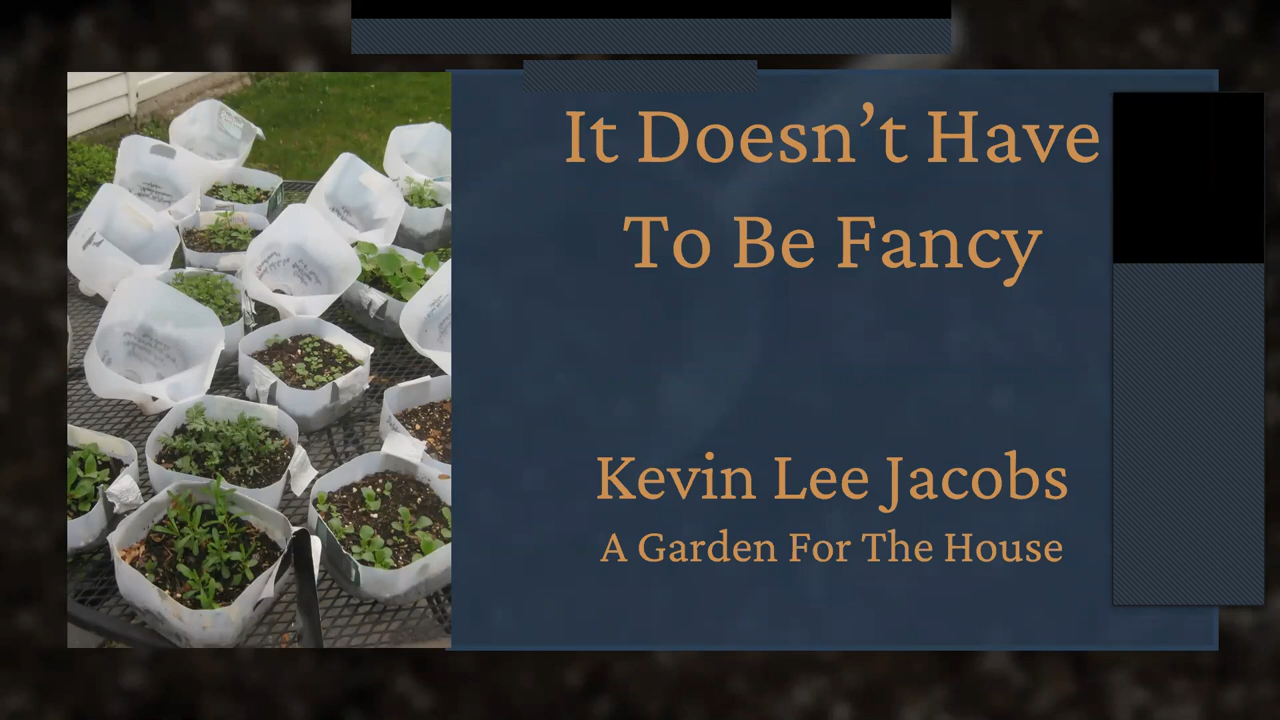 It Doesn’t Have
To Be Fancy
Kevin Lee Jacobs
A Garden For The House